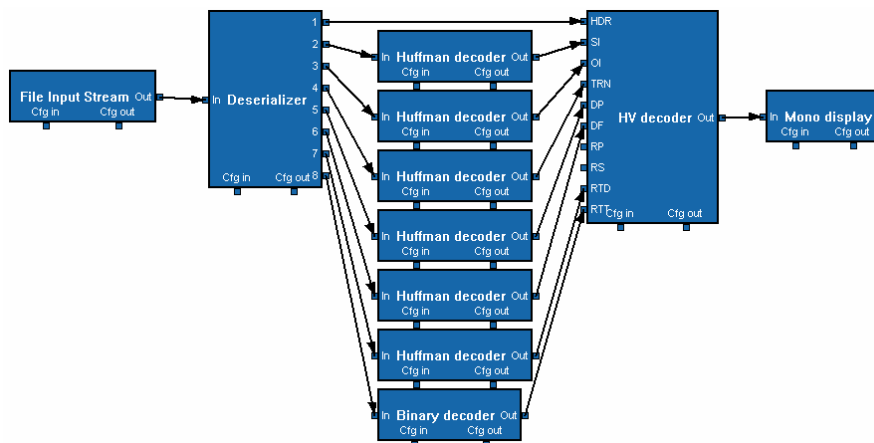 File Input Stream Out
Cfg in Cfg out
1
2
3
4
5
6
7
8
In Deserializer
Cfg in Cfg out
In Huffman decoder Out
Cfg in Cfg out
In Huffman decoder Out
Cfg in Cfg out
In Huffman decoder Out
Cfg in Cfg out
In Huffman decoder Out
Cfg in Cfg out
In Huffman decoder Out
Cfg in Cfg out
In Huffman decoder Out
Cfg in Cfg out
In Binary decoder Out
Cfg in Cfg out
HDR
SI
OI
TRN
DP
DF
RP
RS
RTD
RTT
HV decoder Out
Cfg in Cfg out
In Mono display
Cfg in Cfg out